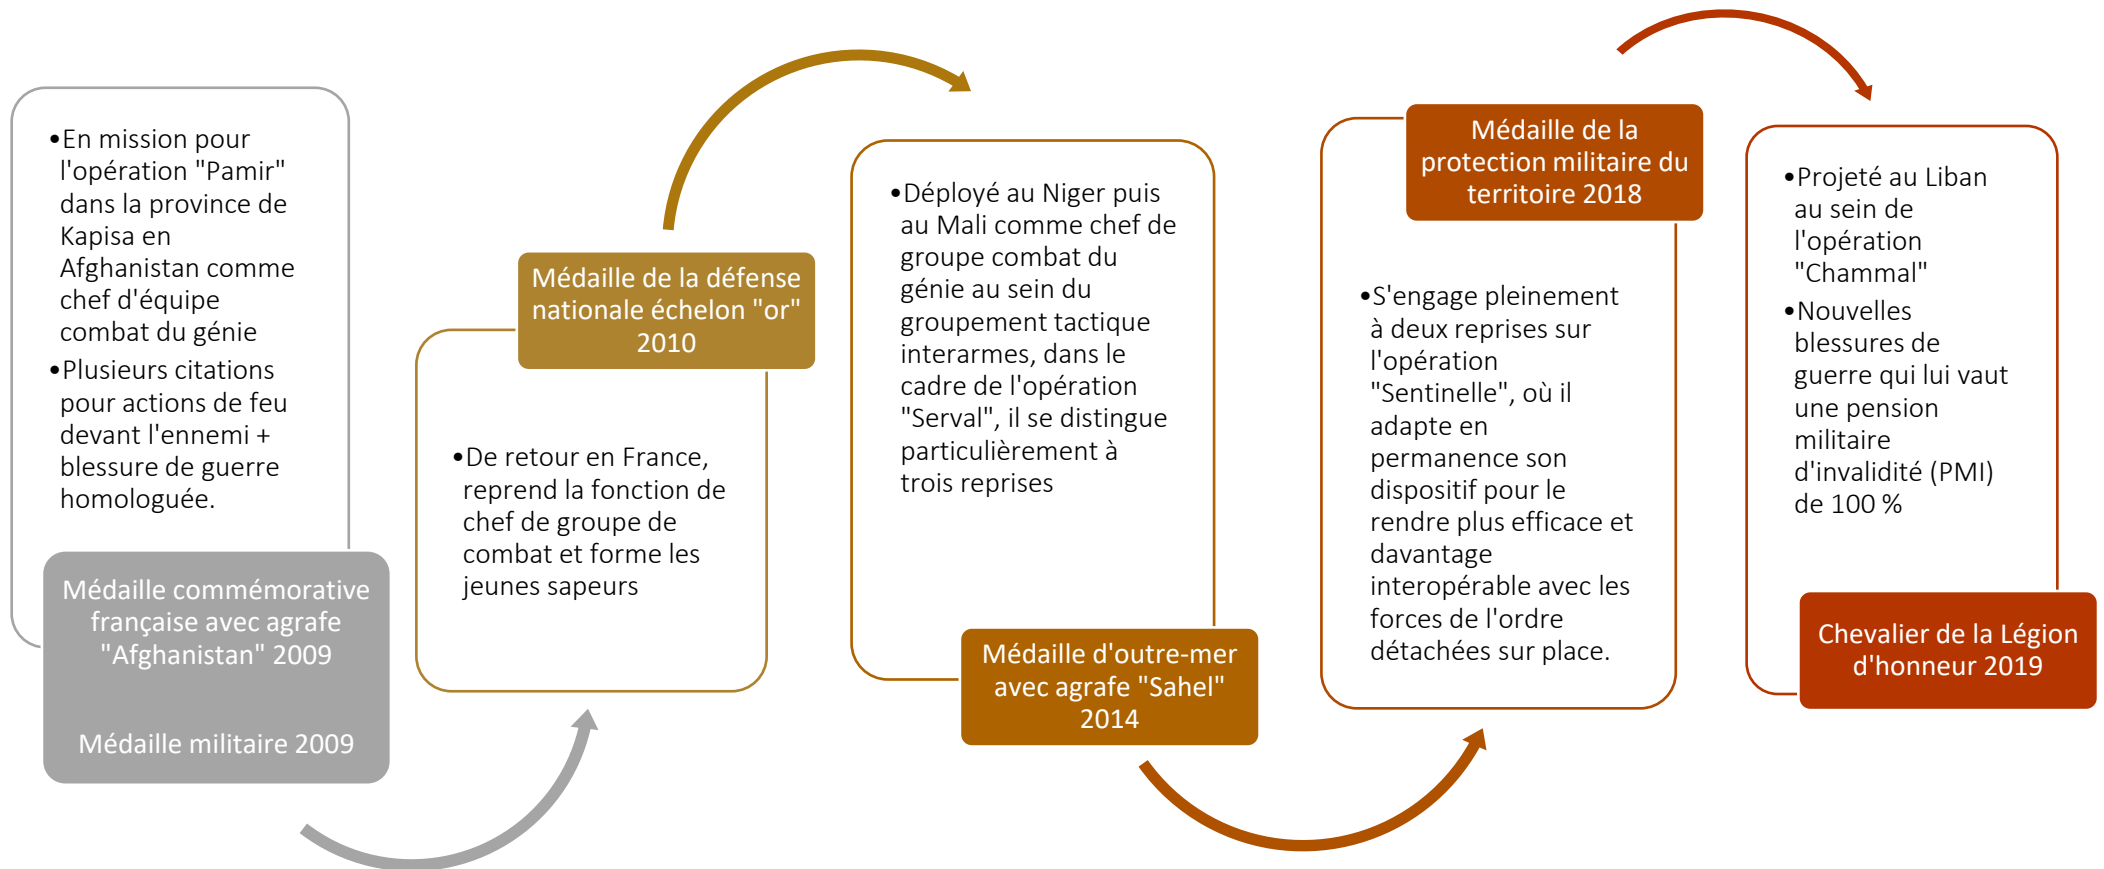 •En mission pour
l'opération "Pamir"
dans la province de
Kapisa en
Afghanistan comme
chef d'équipe
combat du génie
•Plusieurs citations
pour actions de feu
devant l'ennemi +
blessure de guerre
homologuée.
Médaille commémorative
française avec agrafe
"Afghanistan" 2009
Médaille militaire 2009
Médaille de la défense
nationale échelon "or"
2010
•De retour en France,
reprend la fonction de
chef de groupe de
combat et forme les
jeunes sapeurs
•Déployé au Niger puis
au Mali comme chef de
groupe combat du
génie au sein du
groupement tactique
interarmes, dans le
cadre de l'opération
"Serval", il se distingue
particulièrement à
trois reprises
Médaille d'outre-mer
avec agrafe "Sahel"
2014
Médaille de la
protection militaire du
territoire 2018
•S'engage pleinement
à deux reprises sur
l'opération
"Sentinelle", où il
adapte en
permanence son
dispositif pour le
rendre plus efficace et
davantage
interopérable avec les
forces de l'ordre
détachées sur place.
•Projeté au Liban
au sein de
l'opération
"Chammal"
•Nouvelles
blessures de
guerre qui lui vaut
une pension
militaire
d'invalidité (PMI)
de 100 %
Chevalier de la Légion
d'honneur 2019